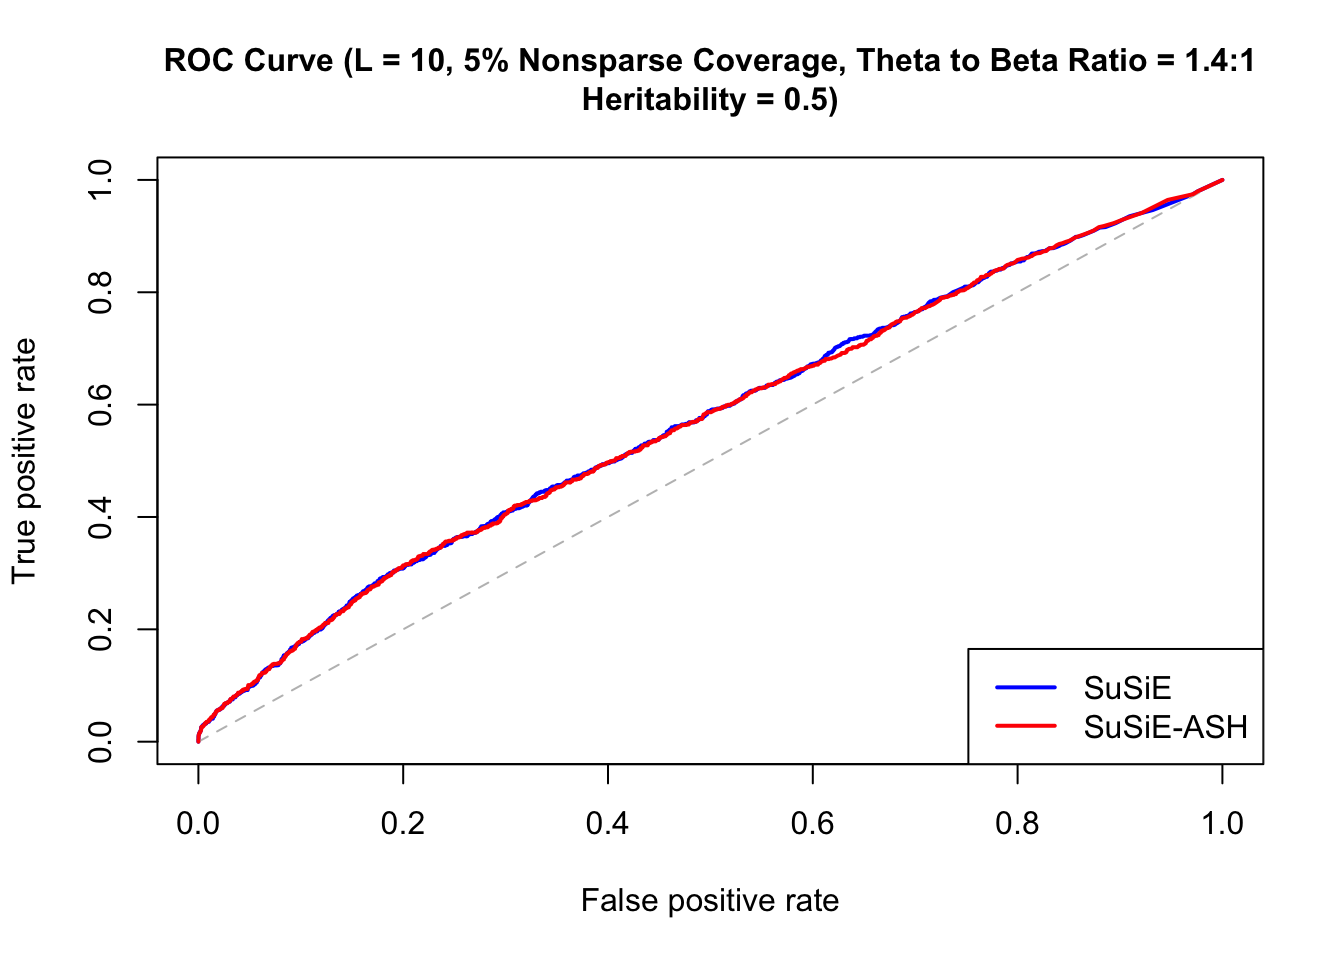 ROC Curve (L = 10, 5% Nonsparse Coverage, Theta to Beta Ratio = 1.4:1
Heritability = 0.5)
True positive rate
1.0
0.8
0.6
0.4
0.2
0.0
SuSiE
SuSiE-ASH
0.0 0.2 0.4 0.6 0.8 1.0
False positive rate